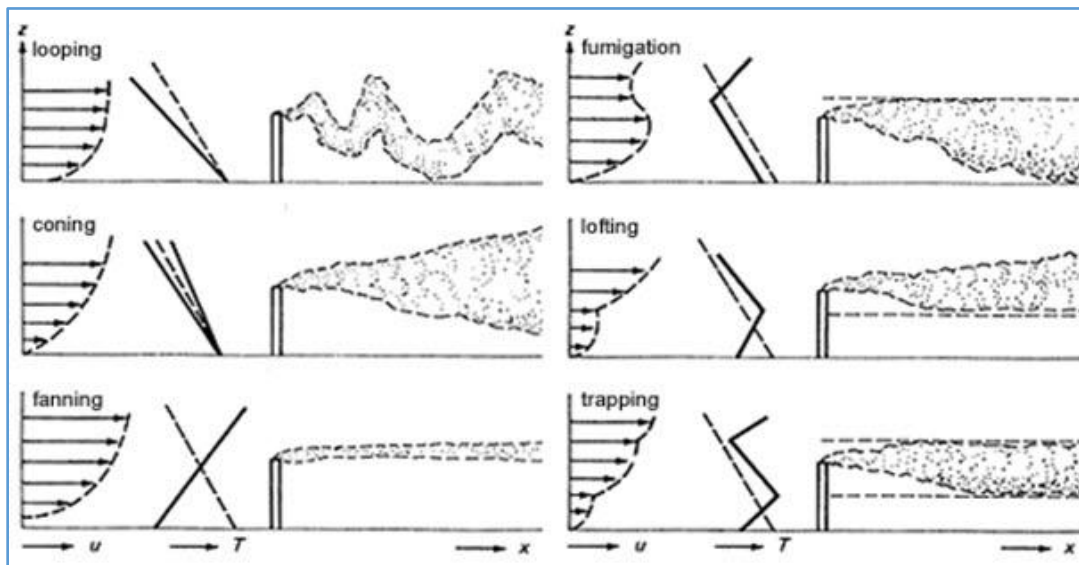 z
looping
z
fumigation
coning
lofting
fanning
trapping
u
T
x
u
T
x